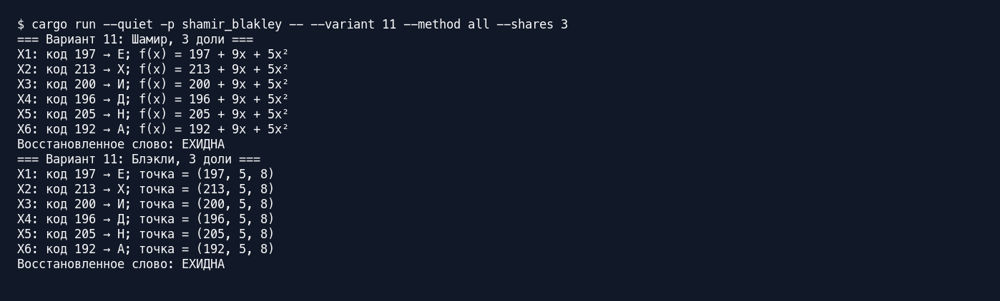 $ cargo run --quiet -p shamir_blakley -- --variant 11 --method all --shares 3
=== Вариант 11: Шамир, 3 доли ===
X1: код 197 → Е; f(x) = 197 + 9x + 5x²
X2: код 213 → Х; f(x) = 213 + 9x + 5x²
X3: код 200 → И; f(x) = 200 + 9x + 5x²
X4: код 196 → Д; f(x) = 196 + 9x + 5x²
X5: код 205 → Н; f(x) = 205 + 9x + 5x²
X6: код 192 → А; f(x) = 192 + 9x + 5x²
Восстановленное слово: ЕХИДНА
=== Вариант 11: Блэкли, 3 доли ===
X1: код 197 → Е; точка = (197, 5, 8)
X2: код 213 → Х; точка = (213, 5, 8)
X3: код 200 → И; точка = (200, 5, 8)
X4: код 196 → Д; точка = (196, 5, 8)
X5: код 205 → Н; точка = (205, 5, 8)
X6: код 192 → А; точка = (192, 5, 8)
Восстановленное слово: ЕХИДНА